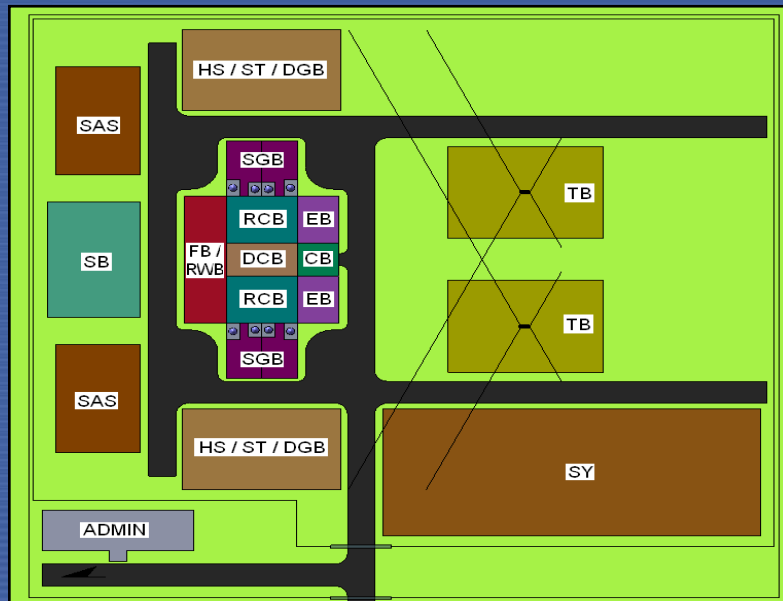 HS / ST / DGB
SAS
SGB
TB
RCB
EB
SB
FB /
RWB
DCB
CB
RCB
EB
TB
SGB
SAS
HS / ST / DGB
SY
ADMIN